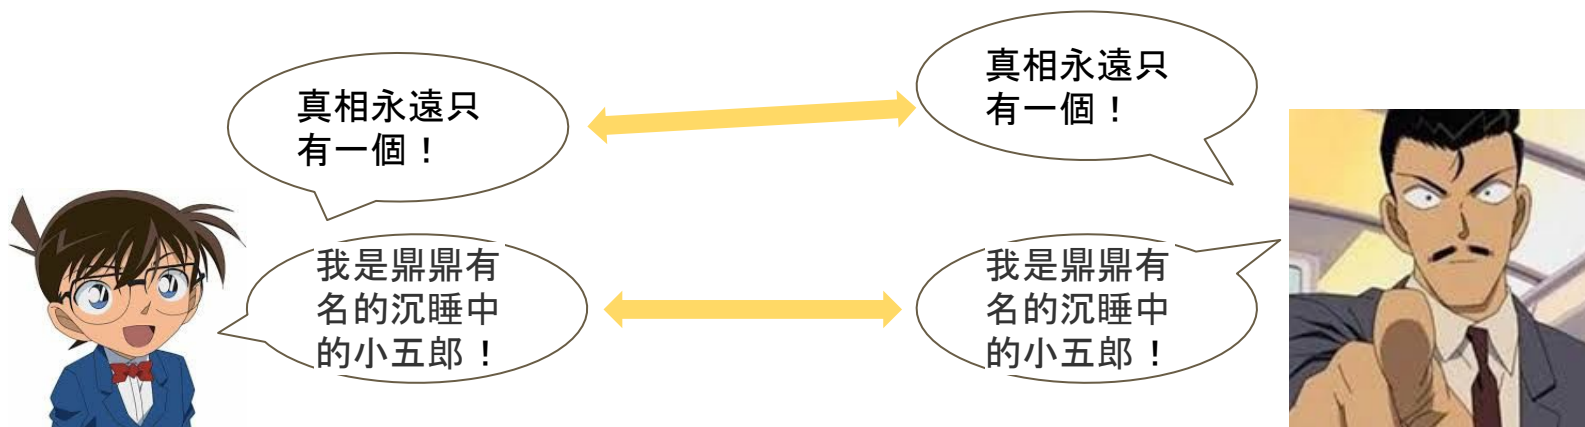 真相永遠只
有一個！
真相永遠只
有一個！
我是鼎鼎有
名的沉睡中
的小五郎！
我是鼎鼎有
名的沉睡中
的小五郎！